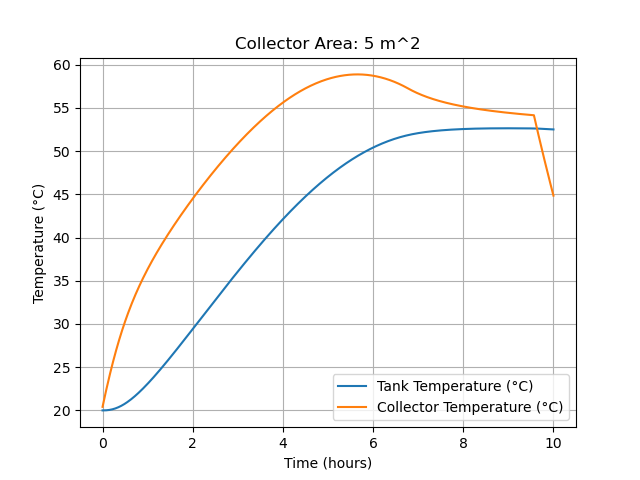 Collector Area: 5 m^2
Temperature (°C)
60
55
50
45
40
35
30
25
20
Tank Temperature (°C)
Collector Temperature (°C)
0 2 4 6 8 10
Time (hours)